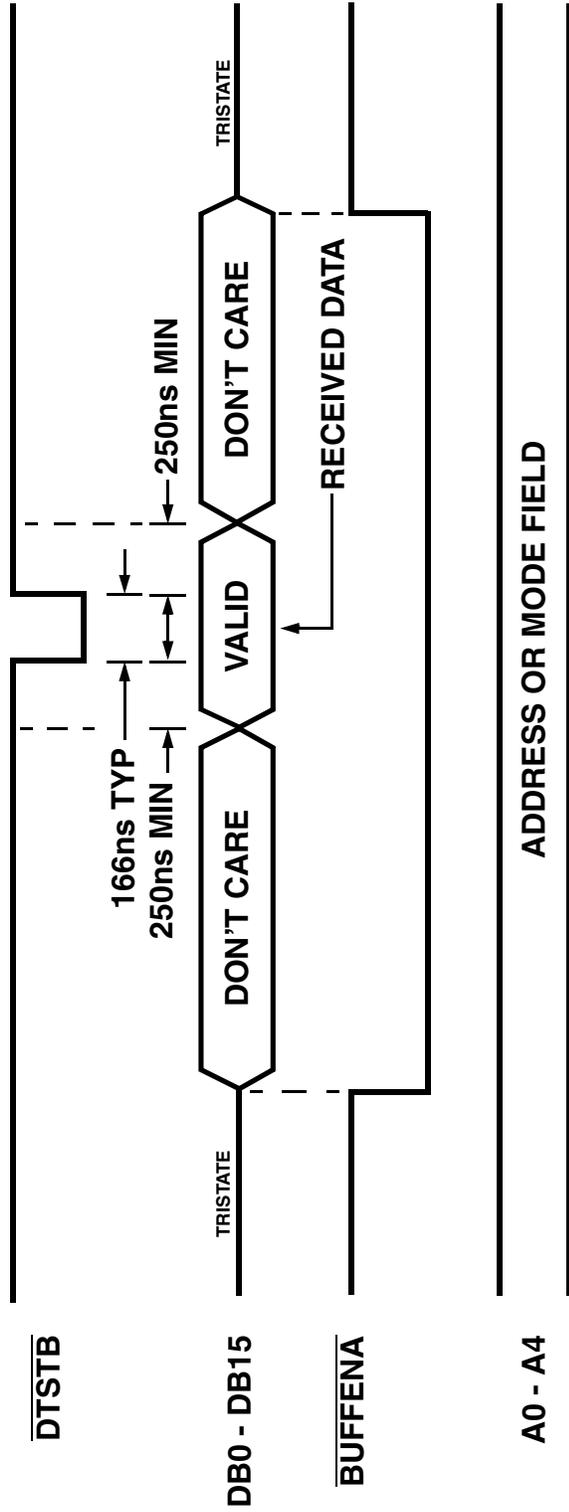 DTSTB
166ns TYP
250ns MIN
250ns MIN
DB0 - DB15
TRISTATE
DON'T CARE
VALID
DON'T CARE
TRISTATE
RECEIVED DATA
BUFFENA
A0 - A4
ADDRESS OR MODE FIELD